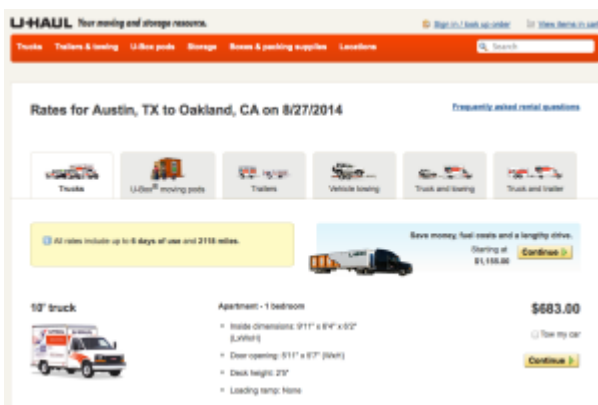 U-HAUL Your moving and storage resource.
Sign in / look up order View items in cart
Trucks Trailers & towing U-Box pods Storage Boxes & packing supplies Locations Search
Rates for Austin, TX to Oakland, CA on 8/27/2014
Frequently asked rental questions
Trucks U-Box® moving pods Trailers Vehicle towing Truck and towing Truck and trailer
All rates include up to 6 days of use and 2118 miles.
Save money, fuel costs and a lengthy drive.
Starting at
Continue
10' truck
Apartment - 1 bedroom
$683.00
Inside dimensions: 9'11" x 6'4" x 6'2"
(LxWxH)
Tow my car
Door opening: 5'11" x 5'7" (WxH)
Continue
Deck height: 2'5"
Loading ramp: None